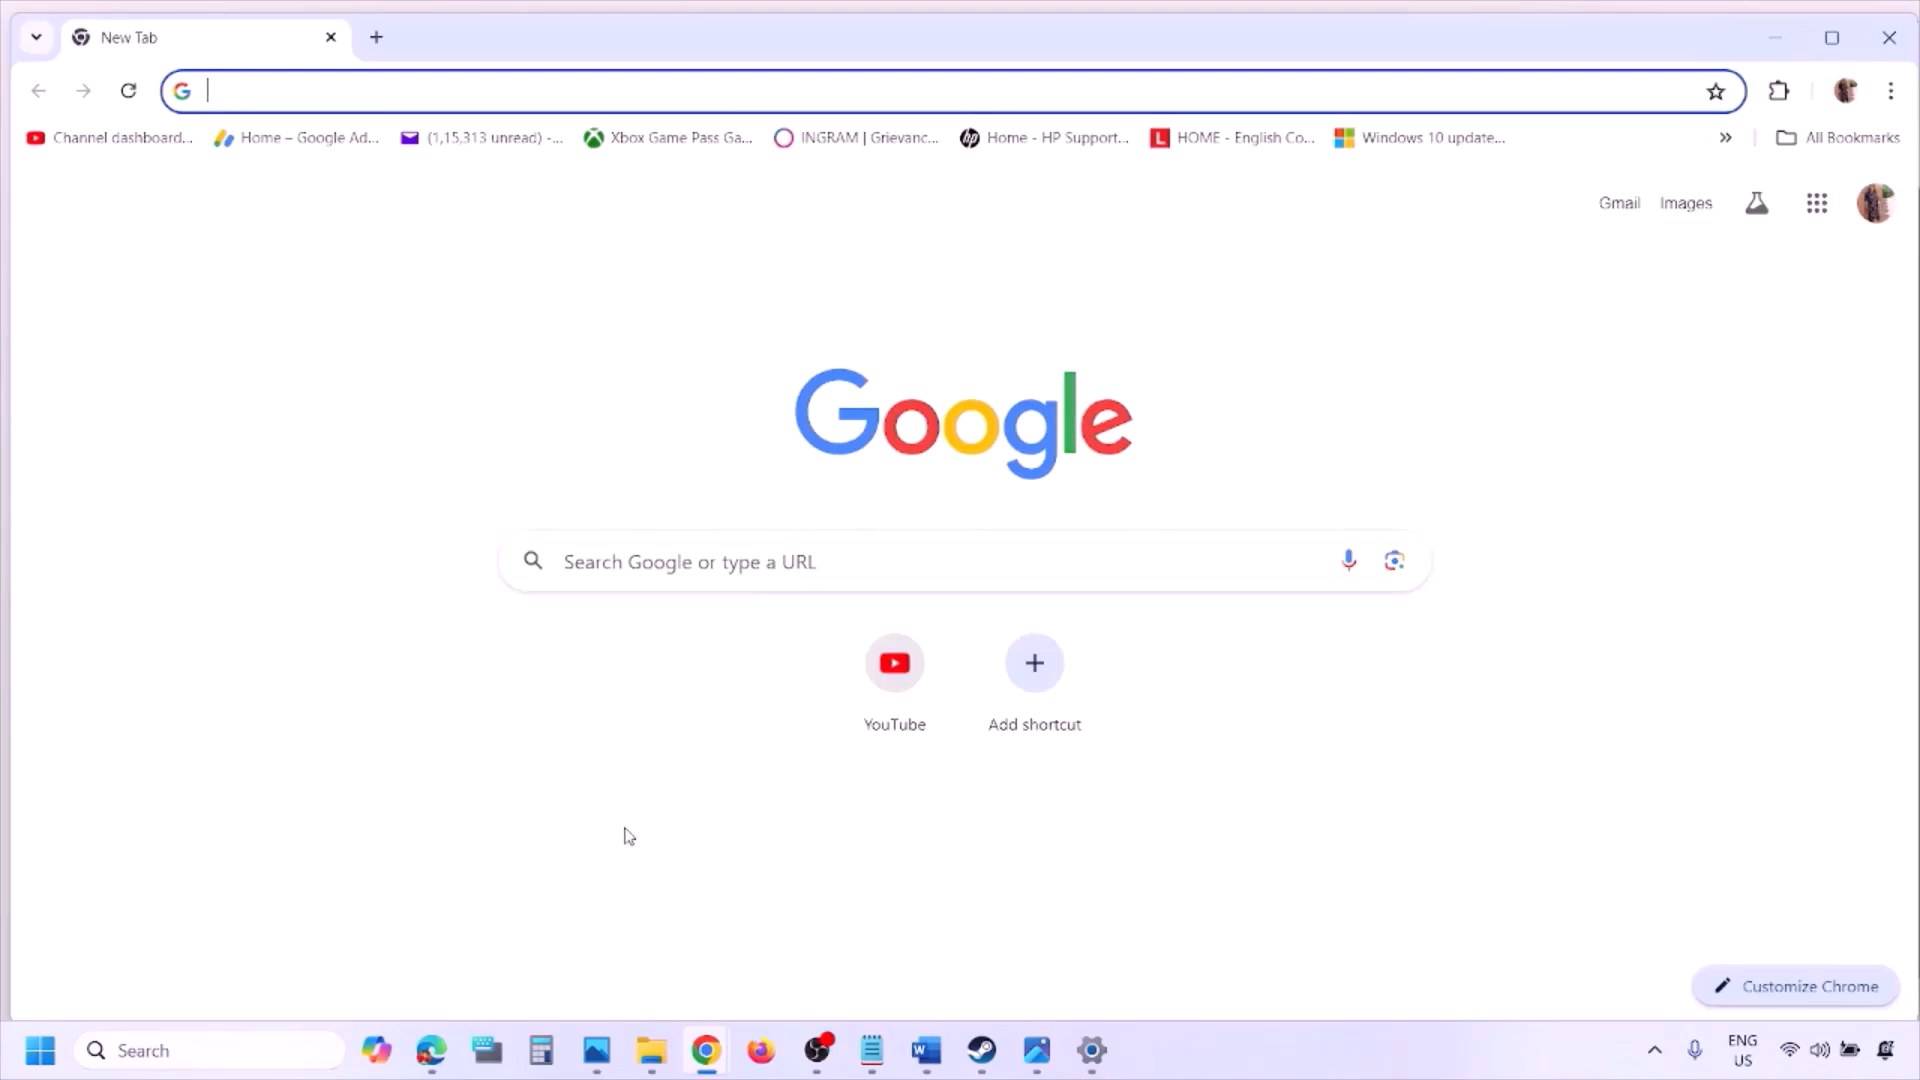 New Tab
Channel dashboard...
Home – Google Ad...
(1,15,313 unread) -...
Xbox Game Pass Ga...
INGRAM | Grievanc...
Home - HP Support...
HOME - English Co...
Windows 10 update...
All Bookmarks
Gmail
Images
Google
Search Google or type a URL
YouTube
Add shortcut
Customize Chrome
Search
ENG
US